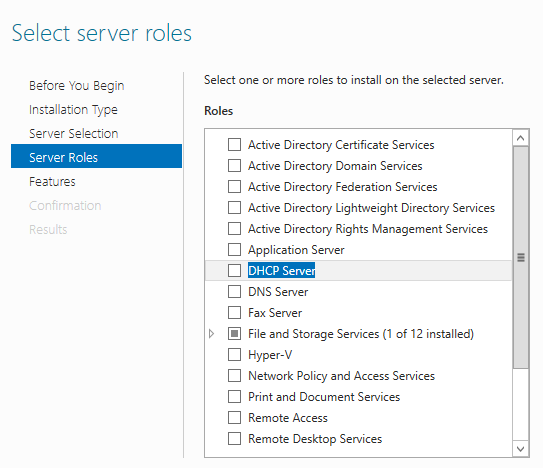 Select server roles
Before You Begin
Installation Type
Server Selection
Server Roles
Features
Confirmation
Results
Select one or more roles to install on the selected server.
Roles
Active Directory Certificate Services
Active Directory Domain Services
Active Directory Federation Services
Active Directory Lightweight Directory Services
Active Directory Rights Management Services
Application Server
DHCP Server
DNS Server
Fax Server
File and Storage Services (1 of 12 installed)
Hyper-V
Network Policy and Access Services
Print and Document Services
Remote Access
Remote Desktop Services